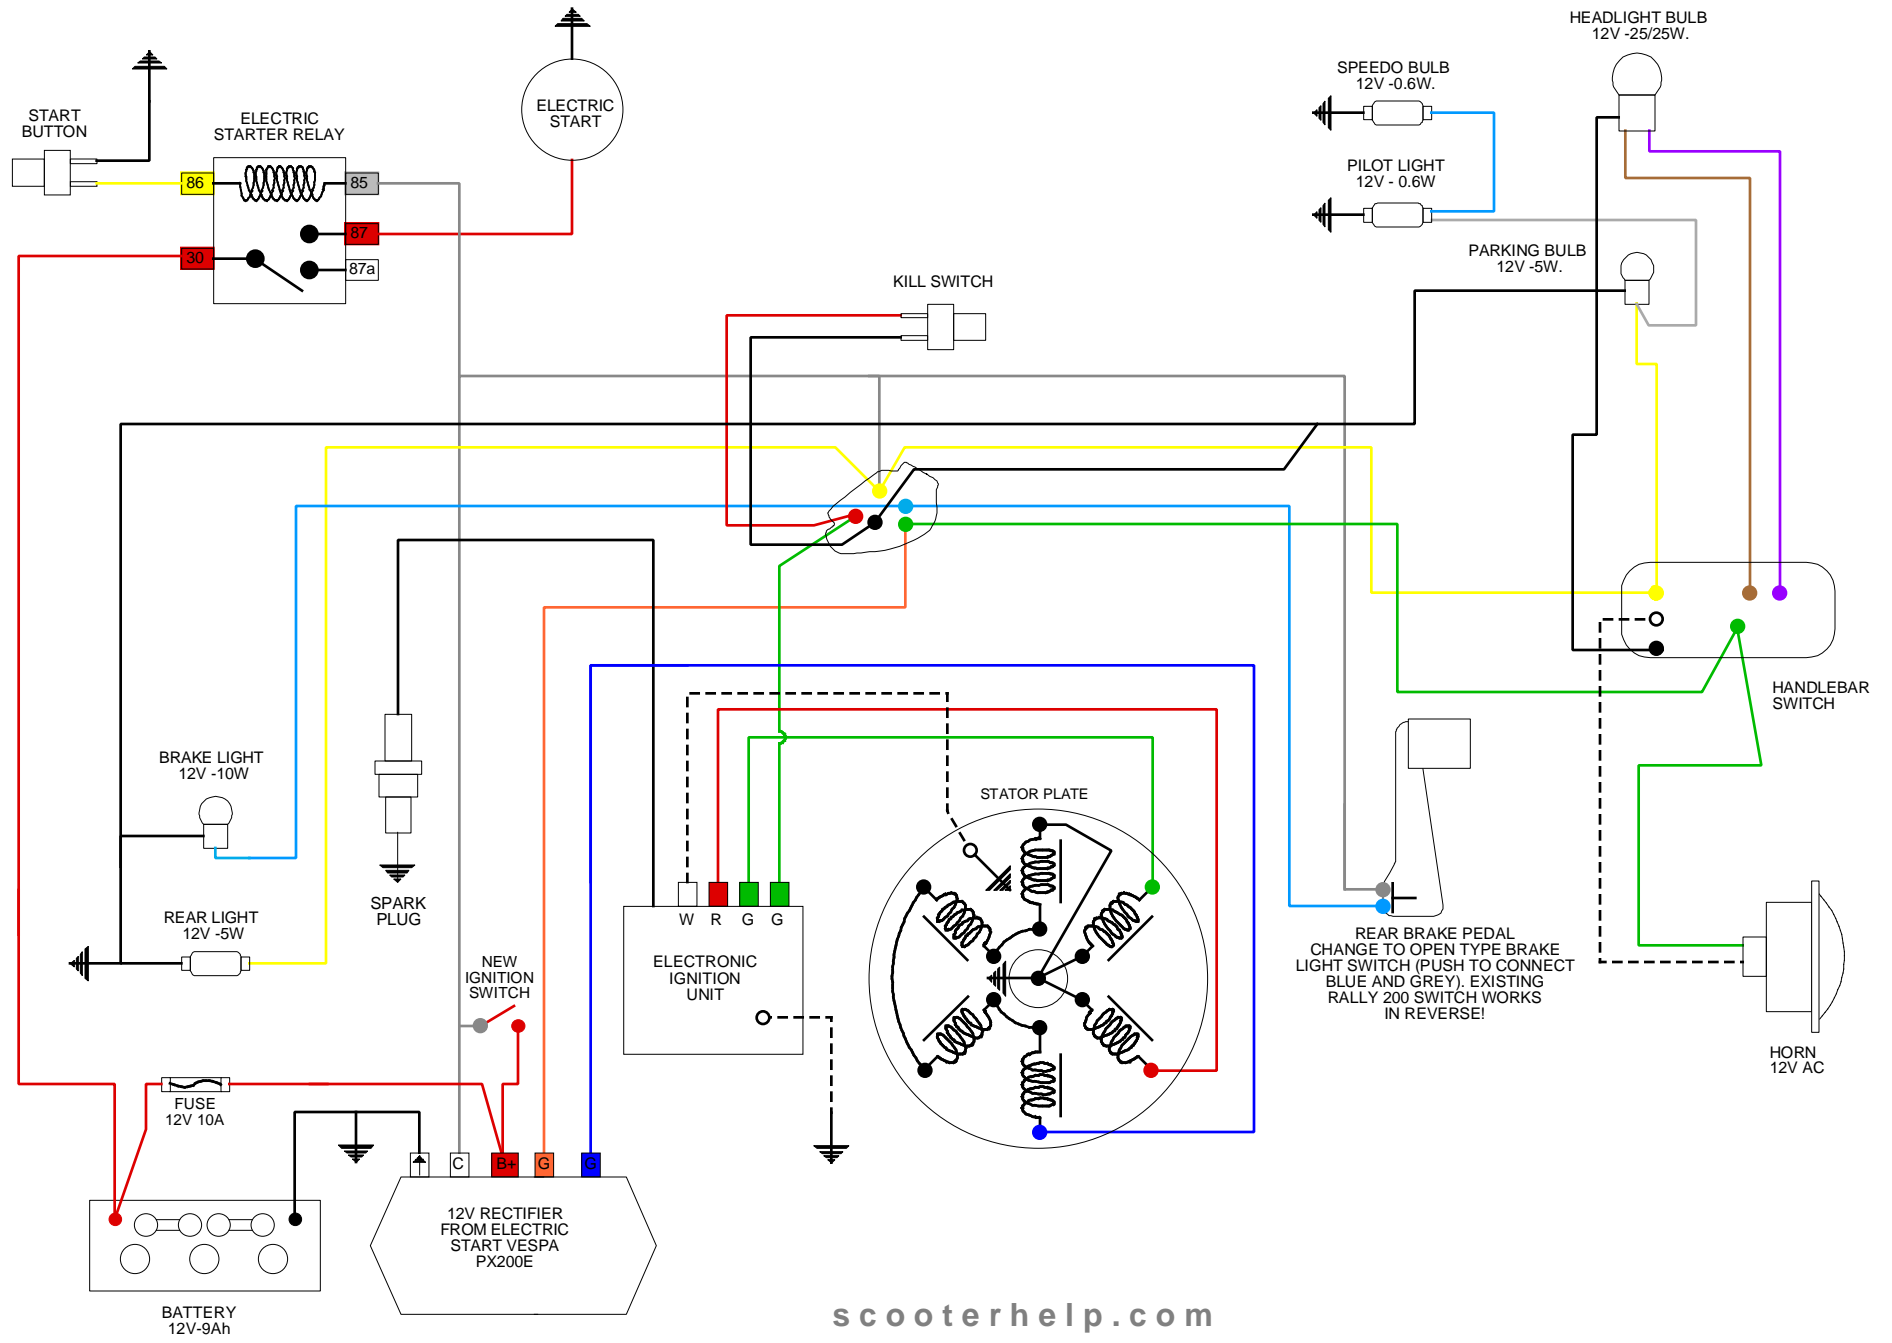 HEADLIGHT BULB
12V -25/25W.
SPEEDO BULB
12V -0.6W.
START
BUTTON
ELECTRIC
STARTER RELAY
ELECTRIC
START
PILOT LIGHT
12V - 0.6W
86
85
87
30
87a
PARKING BULB
12V -5W.
KILL SWITCH
HANDLEBAR
SWITCH
BRAKE LIGHT
12V -10W
STATOR PLATE
SPARK
PLUG
REAR LIGHT
12V -5W
W
R
G
G
ELECTRONIC
IGNITION
UNIT
NEW
IGNITION
SWITCH
REAR BRAKE PEDAL
CHANGE TO OPEN TYPE BRAKE
LIGHT SWITCH (PUSH TO CONNECT
BLUE AND GREY). EXISTING
RALLY 200 SWITCH WORKS
IN REVERSE!
HORN
12V AC
FUSE
12V 10A
C
B+
G
G
12V RECTIFIER
FROM ELECTRIC
START VESPA
PX200E
BATTERY
12V-9Ah
scooterhelp.com